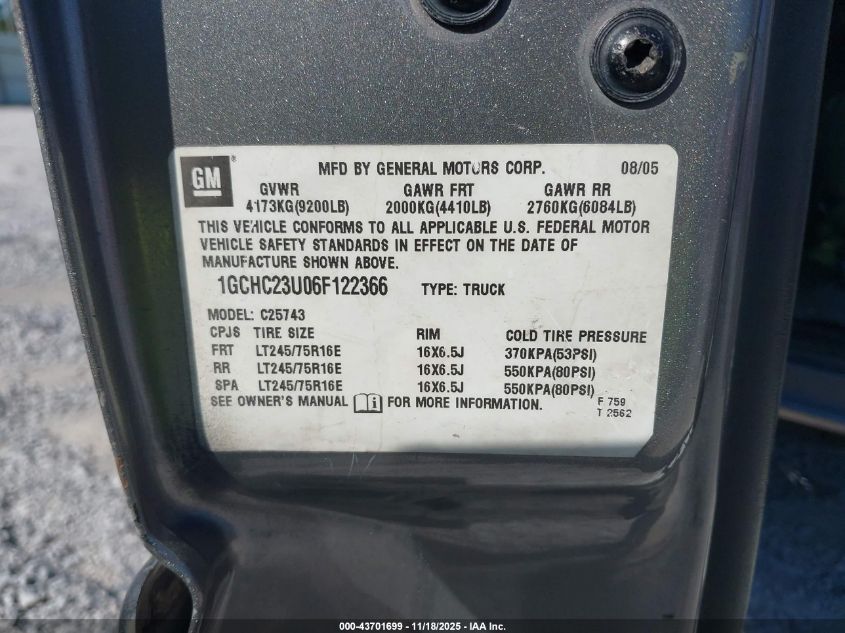 GM ® MFD BY GENERAL MOTORS CORP. 08/05
GVWR GAWR FRT GAWR RR
4173KG(9200LB) 2000KG(4410LB) 2760KG(6084LB)
THIS VEHICLE CONFORMS TO ALL APPLICABLE U.S. FEDERAL MOTOR
VEHICLE SAFETY STANDARDS IN EFFECT ON THE DATE OF
MANUFACTURE SHOWN ABOVE.
1GCHC23U06F122366 TYPE: TRUCK
MODEL: C25743
CPJS TIRE SIZE RIM COLD TIRE PRESSURE
FRT LT245/75R16E 16X6.5J 370KPA(53PSI)
RR LT245/75R16E 16X6.5J 550KPA(80PSI)
SPA LT245/75R16E 16X6.5J 550KPA(80PSI)
SEE OWNER'S MANUAL i FOR MORE INFORMATION. F 759
T 2562
000-43701699 - 11/18/2025 - IAA Inc.